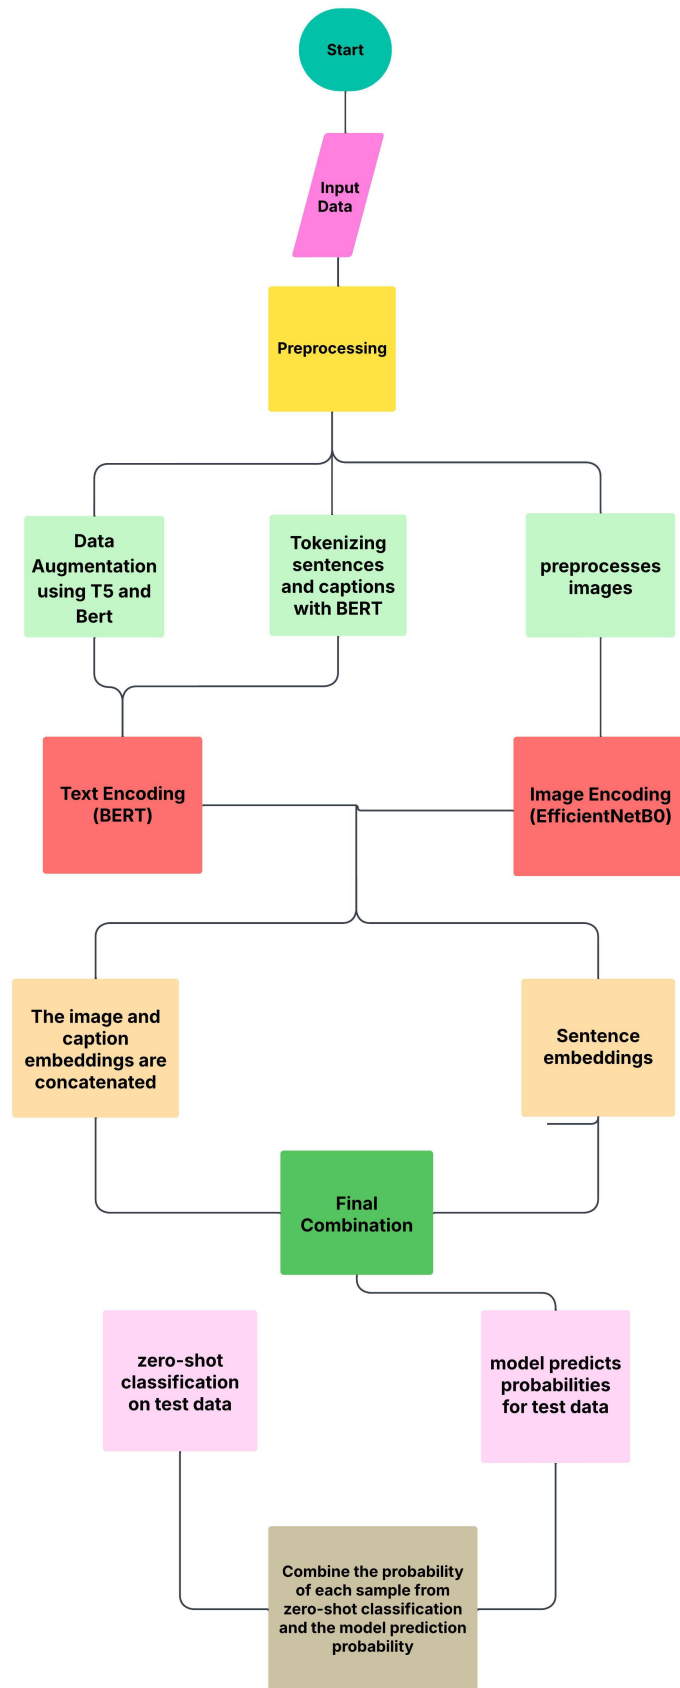 Start
Input
Data
Preprocessing
Data
Augmentation
using T5 and
Bert
Tokenizing
sentences
and captions
with BERT
preprocesses
images
Text Encoding
(BERT)
Image Encoding
(EfficientNetB0)
The image and
caption
embeddings are
concatenated
Sentence
embeddings
Final
Combination
zero-shot
classification
on test data
model predicts
probabilities
for test data
Combine the probability
of each sample from
zero-shot classification
and the model prediction
probability